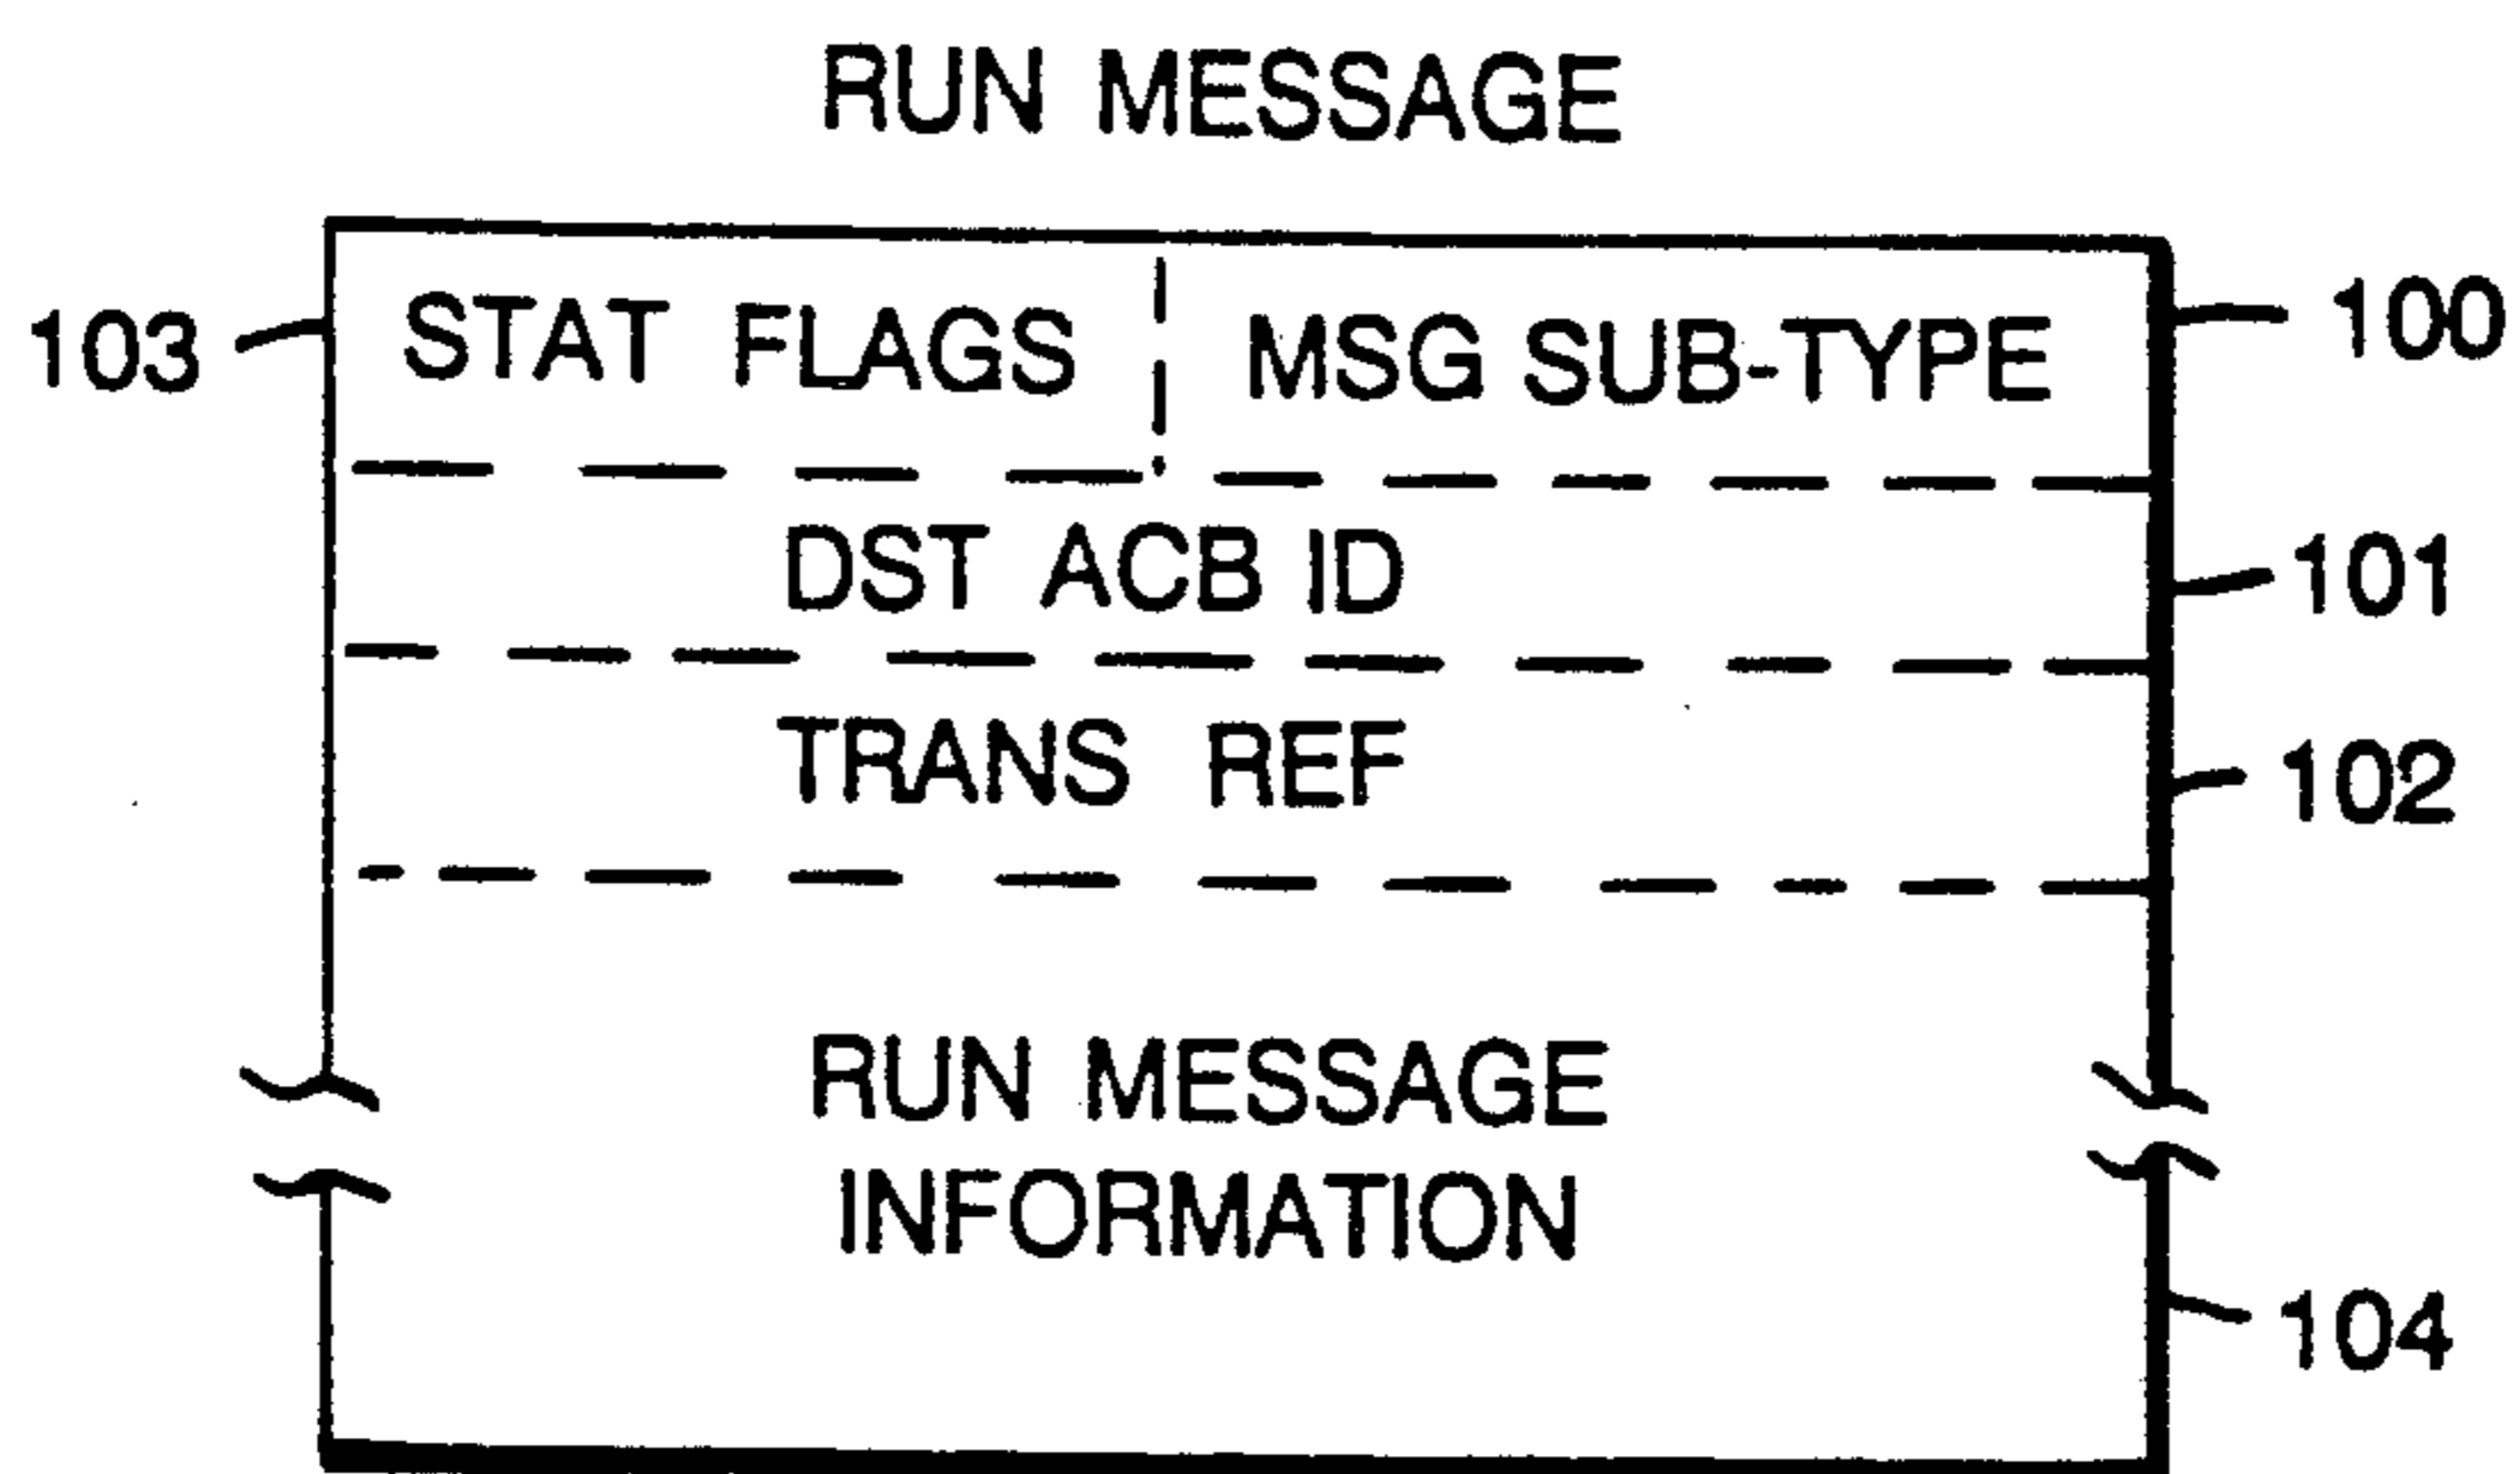 RUN MESSAGE
103 STAT FLAGS MSG SUB-TYPE 100
DST ACB ID 101
TRANS REF 102
RUN MESSAGE
INFORMATION
104